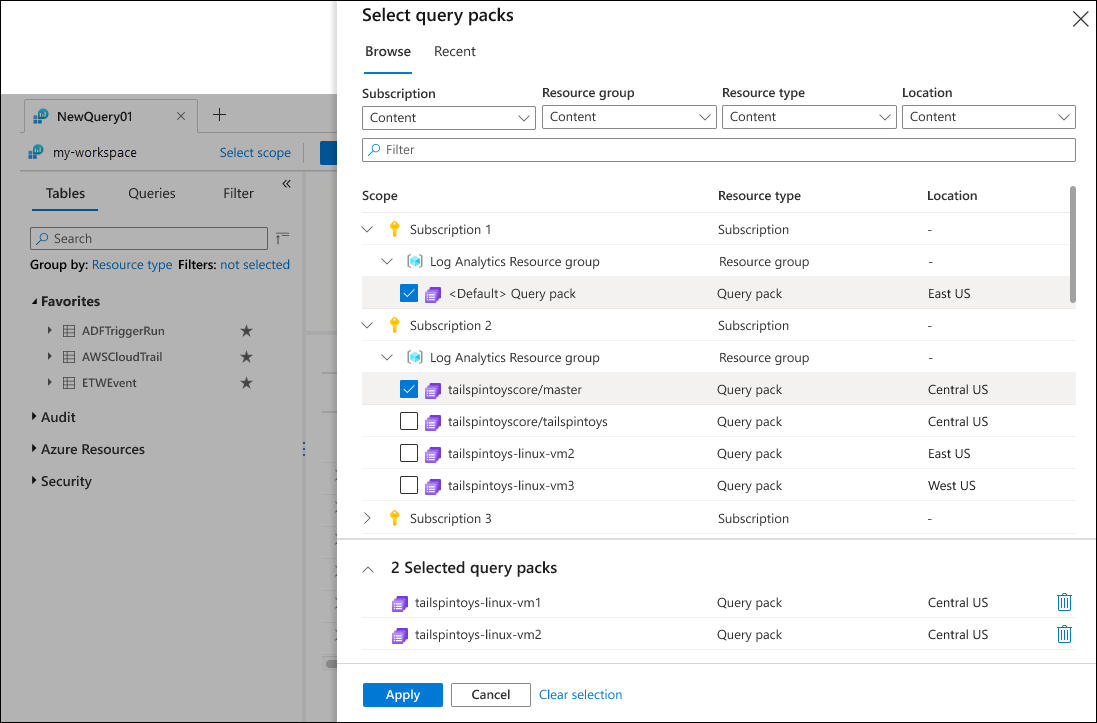 Select query packs
Browse Recent
Subscription Resource group Resource type Location
Content Content Content Content
Filter
Scope Resource type Location
Subscription 1 Subscription -
Log Analytics Resource group Resource group -
<Default> Query pack Query pack East US
Subscription 2 Subscription -
Log Analytics Resource group Resource group -
tailspintoyscore/master Query pack Central US
tailspintoyscore/tailspintoys Query pack Central US
tailspintoys-linux-vm2 Query pack East US
tailspintoys-linux-vm3 Query pack West US
Subscription 3 Subscription -
2 Selected query packs
tailspintoys-linux-vm1 Query pack Central US
tailspintoys-linux-vm2 Query pack Central US
Apply Cancel Clear selection
NewQuery01
my-workspace Select scope
Tables Queries Filter
Search
Group by: Resource type Filters: not selected
Favorites
ADFTriggerRun
AWSCloudTrail
ETWEvent
Audit
Azure Resources
Security